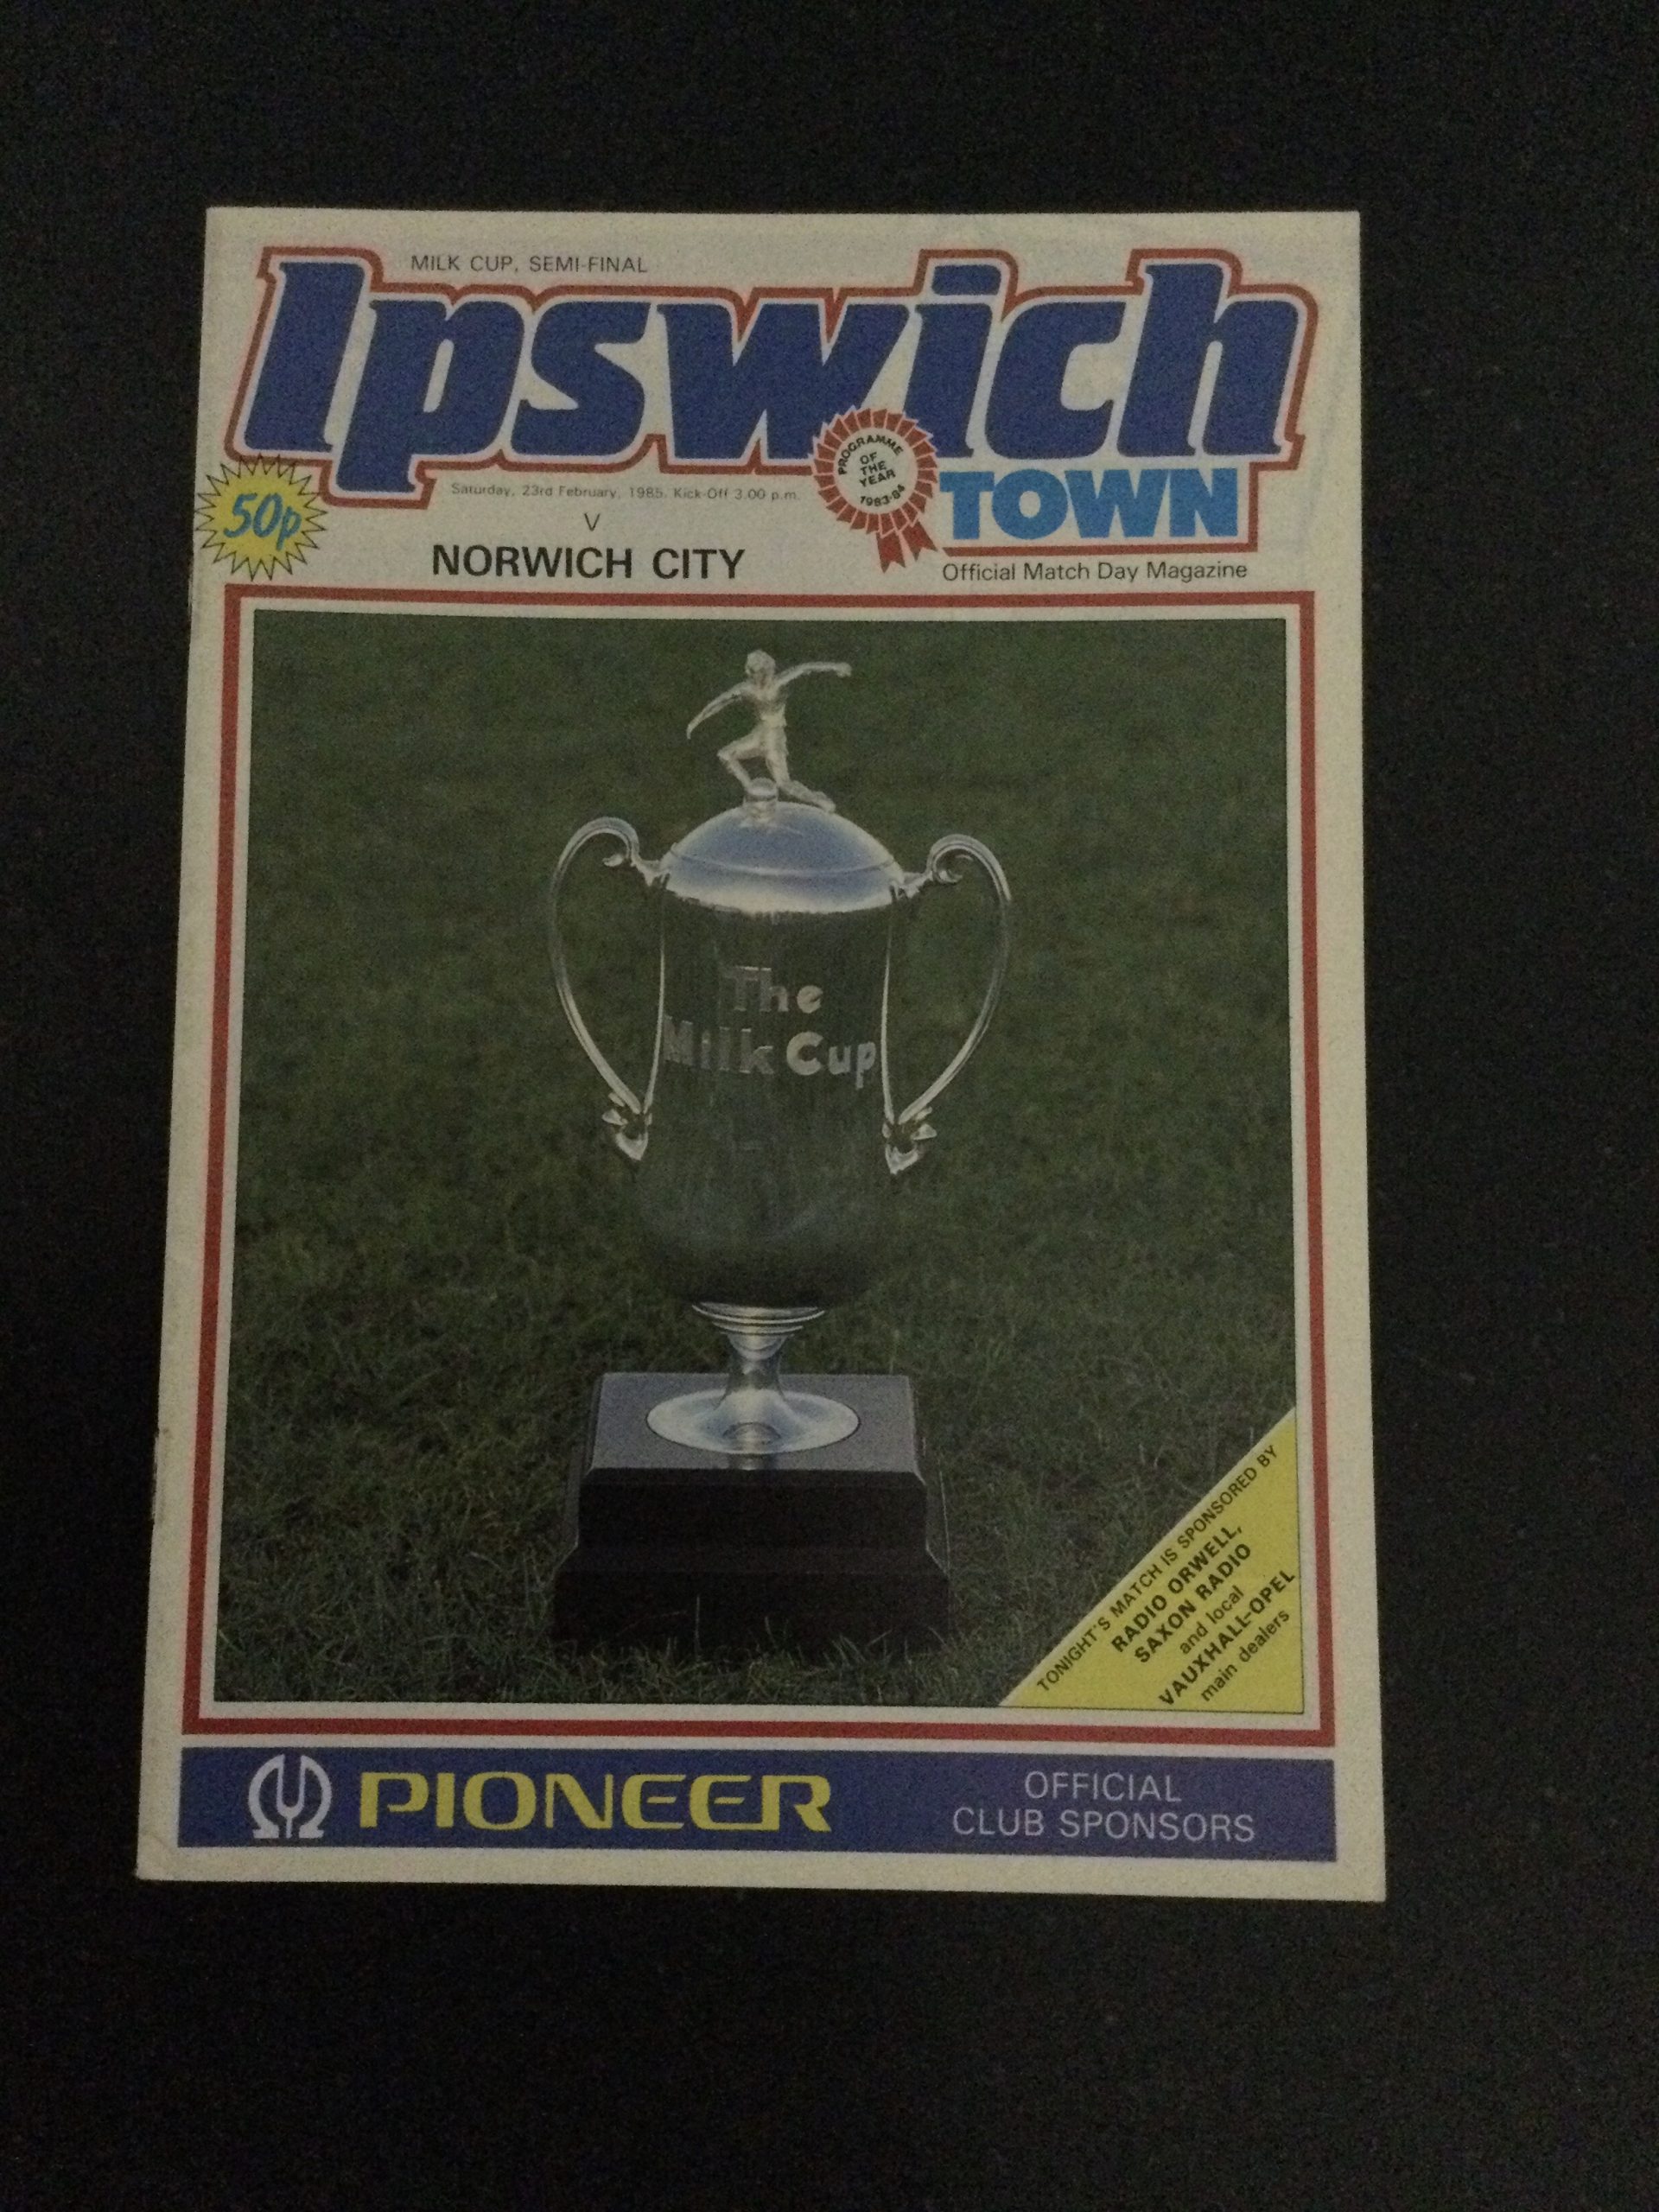 MILK CUP, SEMI-FINAL
Ipswich
TOWN
PROGRAMME
OF
THE
YEAR
1983-84
50p
Saturday, 23rd February, 1985. Kick-Off 3.00 p.m.
V
NORWICH CITY
Official Match Day Magazine
The
Milk Cup
TONIGHT'S MATCH IS SPONSORED BY
RADIO ORWELL,
SAXON RADIO
and local
VAUXHALL-OPEL
main dealers
PIONEER
OFFICIAL
CLUB SPONSORS